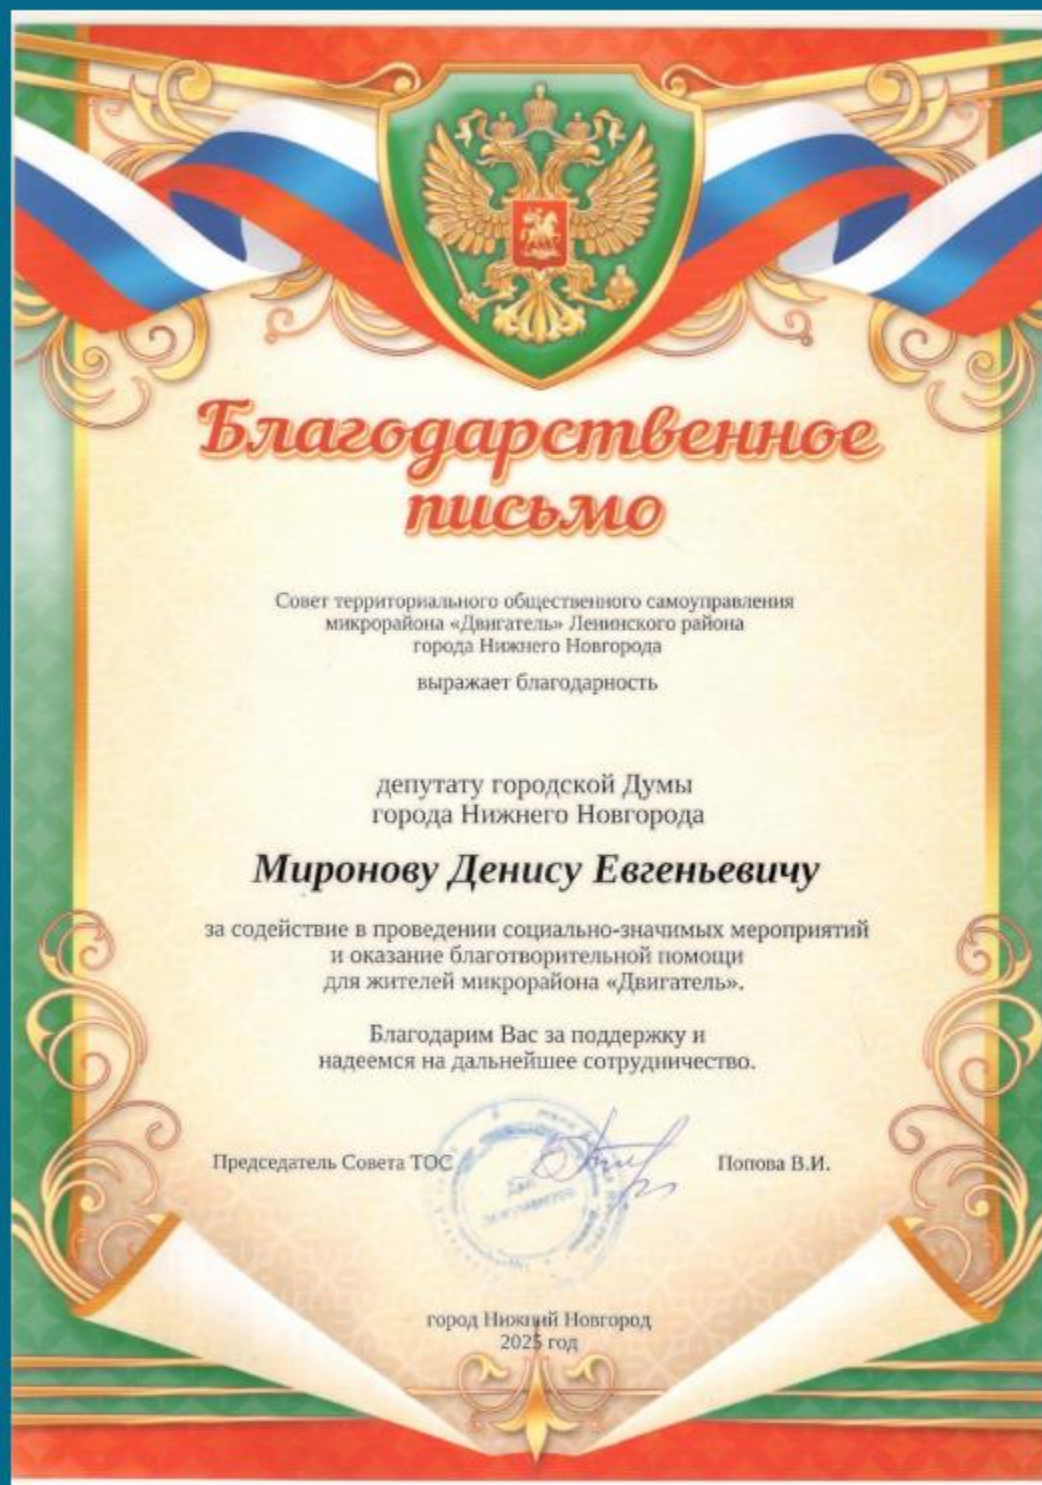 Благодарственное
письмо
Совет территориального общественного самоуправления
микрорайона «Двигатель» Ленинского района
города Нижнего Новгорода
выражает благодарность
депутату городской Думы
города Нижнего Новгорода
Миронову Денису Евгеньевичу
за содействие в проведении социально-значимых мероприятий
и оказание благотворительной помощи
для жителей микрорайона «Двигатель».
Благодарим Вас за поддержку и
надеемся на дальнейшее сотрудничество.
Председатель Совета ТОС Попова В.И.
город Нижний Новгород
2025 год